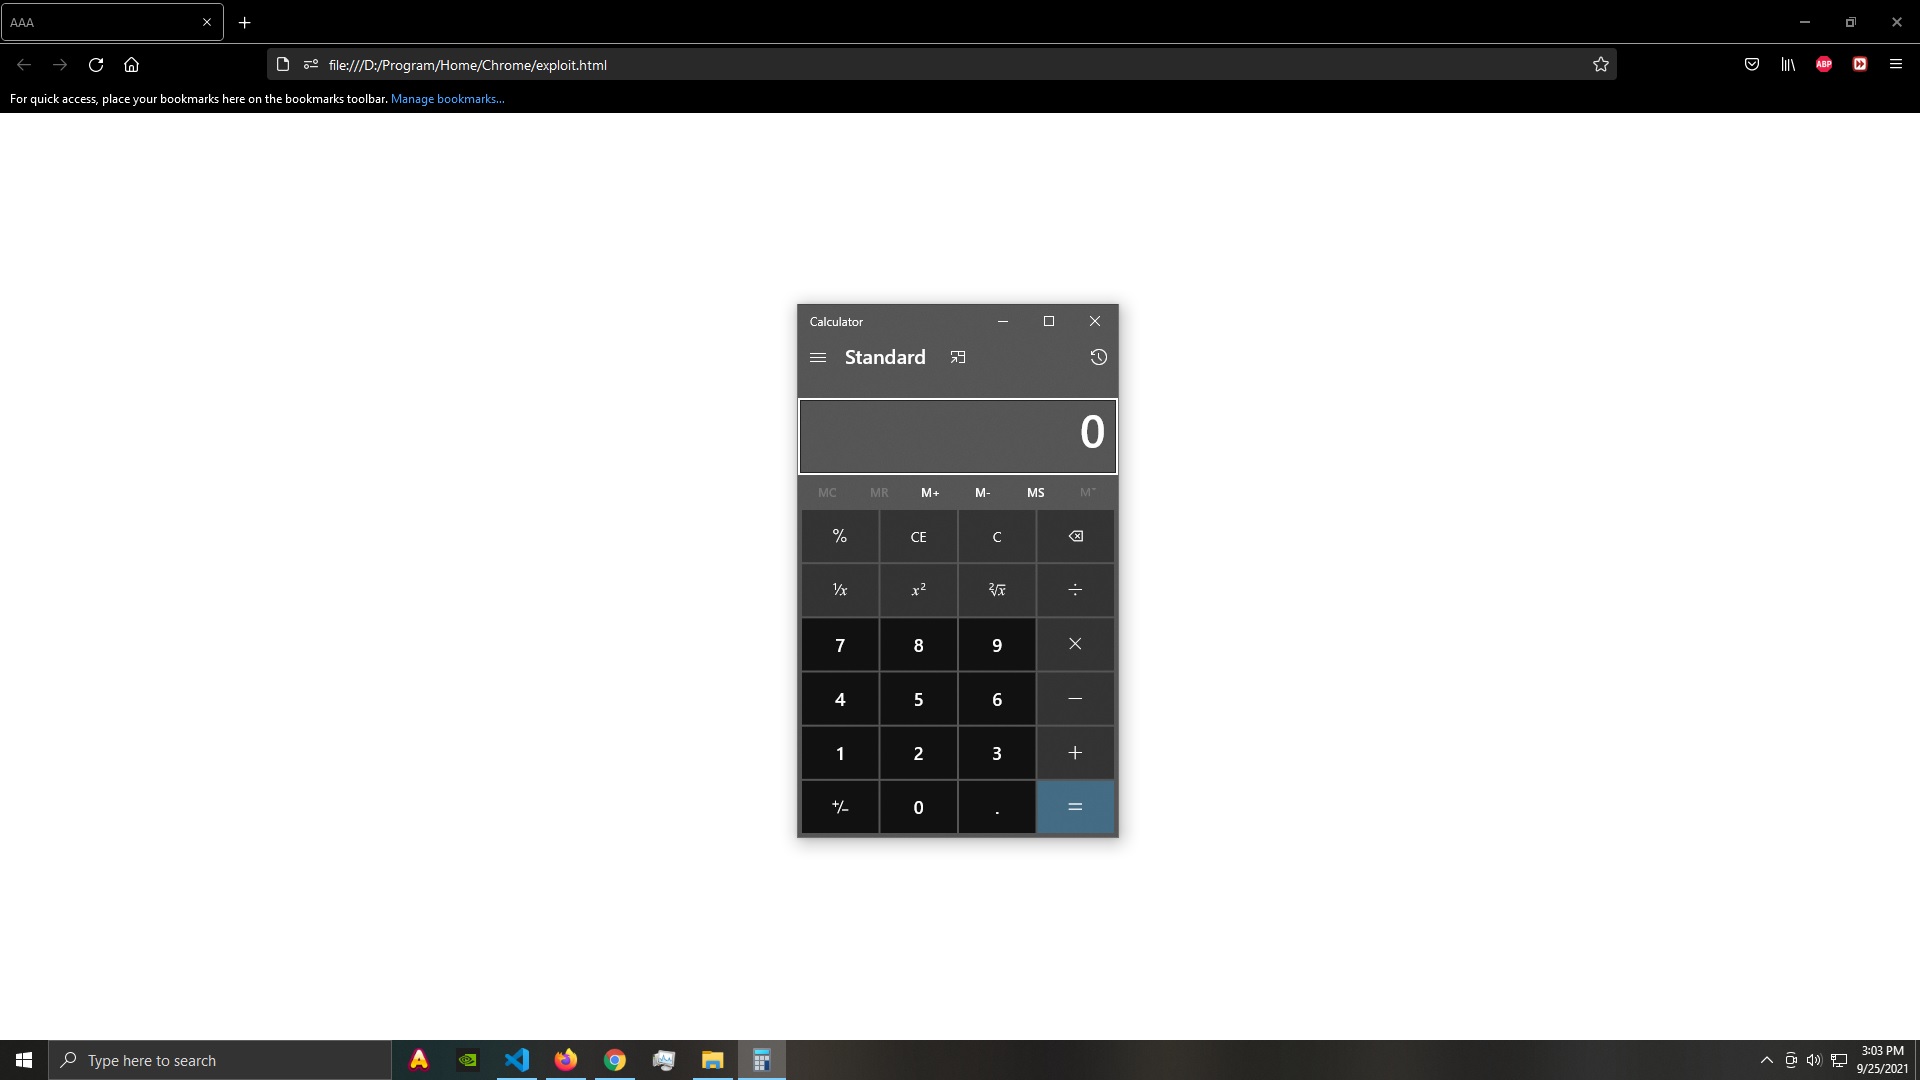 AAA
file:///D:/Program/Home/Chrome/exploit.html
ABP
For quick access, place your bookmarks here on the bookmarks toolbar. Manage bookmarks...
Calculator
Standard
0
MC MR M+ M- MS M˅
% CE C
⅟x x² ²√x ÷
7 8 9 ×
4 5 6 −
1 2 3 +
+/− 0 . =
Type here to search
3:03 PM
9/25/2021